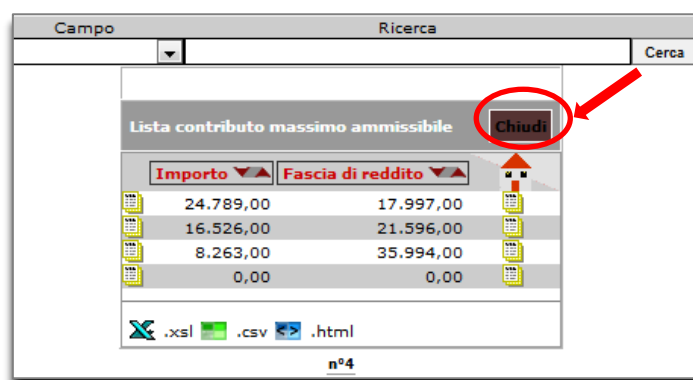 Campo Ricerca
Cerca
Lista contributo massimo ammissibile Chiudi
Importo Fascia di reddito
24.789,00 17.997,00
16.526,00 21.596,00
8.263,00 35.994,00
0,00 0,00
.xsl .csv .html
n°4